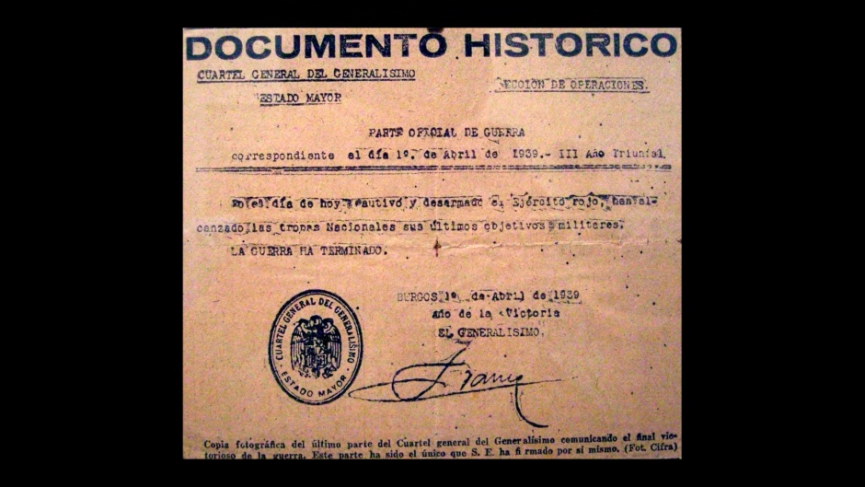 DOCUMENTO HISTORICO
CUARTEL GENERAL DEL GENERALISIMO
SECCION DE OPERACIONES.
ESTADO MAYOR
PARTE OFICIAL DE GUERRA
correspondiente al día 1º. de Abril de 1939.- III Año Triunfal.
En el día de hoy, cautivo y desarmado el Ejército rojo, han al-
canzado las tropas Nacionales sus últimos objetivos militares.
LA GUERRA HA TERMINADO.
BURGOS 1º de Abril de 1939
Año de la Victoria
EL GENERALISIMO.
CUARTEL GENERAL DEL GENERALÍSIMO
- ESTADO MAYOR -
Franco
Copia fotográfica del último parte del Cuartel general del Generalísimo comunicando el final vic-
torioso de la guerra. Este parte ha sido el único que S. E. ha firmado por sí mismo. (Fot. Cifra)